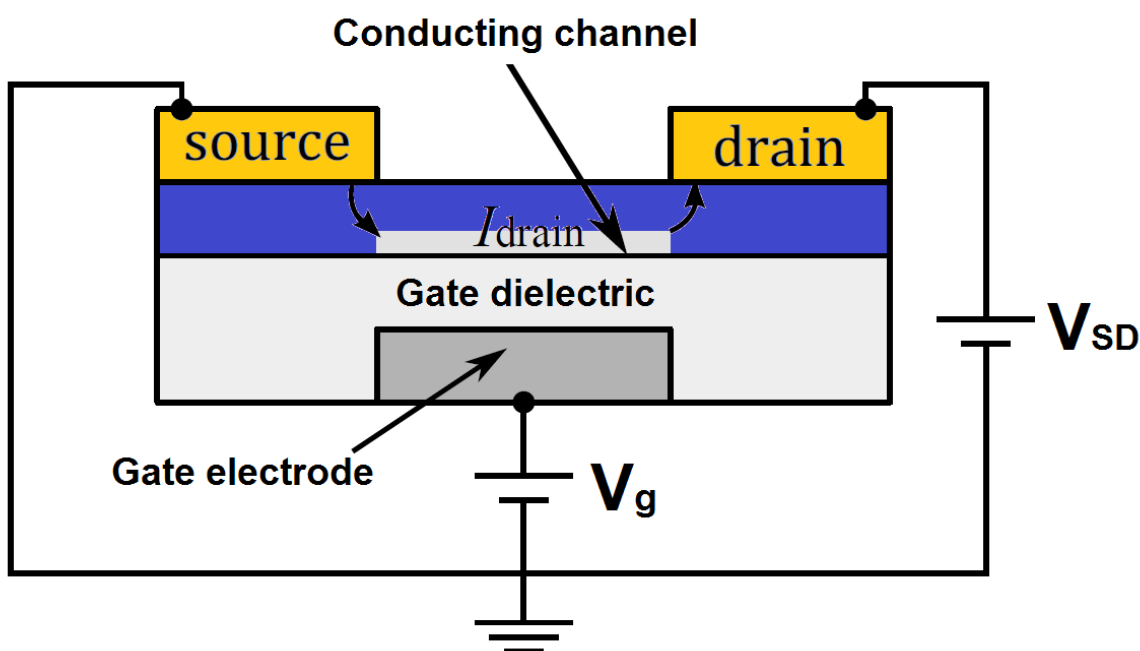 Conducting channel
source
drain
Idrain
Gate dielectric
VSD
Gate electrode
Vg